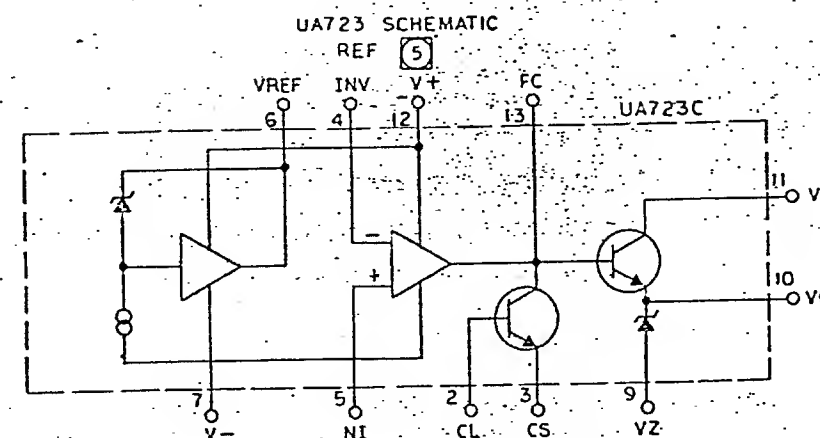 UA723 SCHEMATIC
REF 5
VREF INV V+ FC
6 4 12 13 UA723C
11
10
-
+
7 5 2 3 9
V- NI CL CS VZ